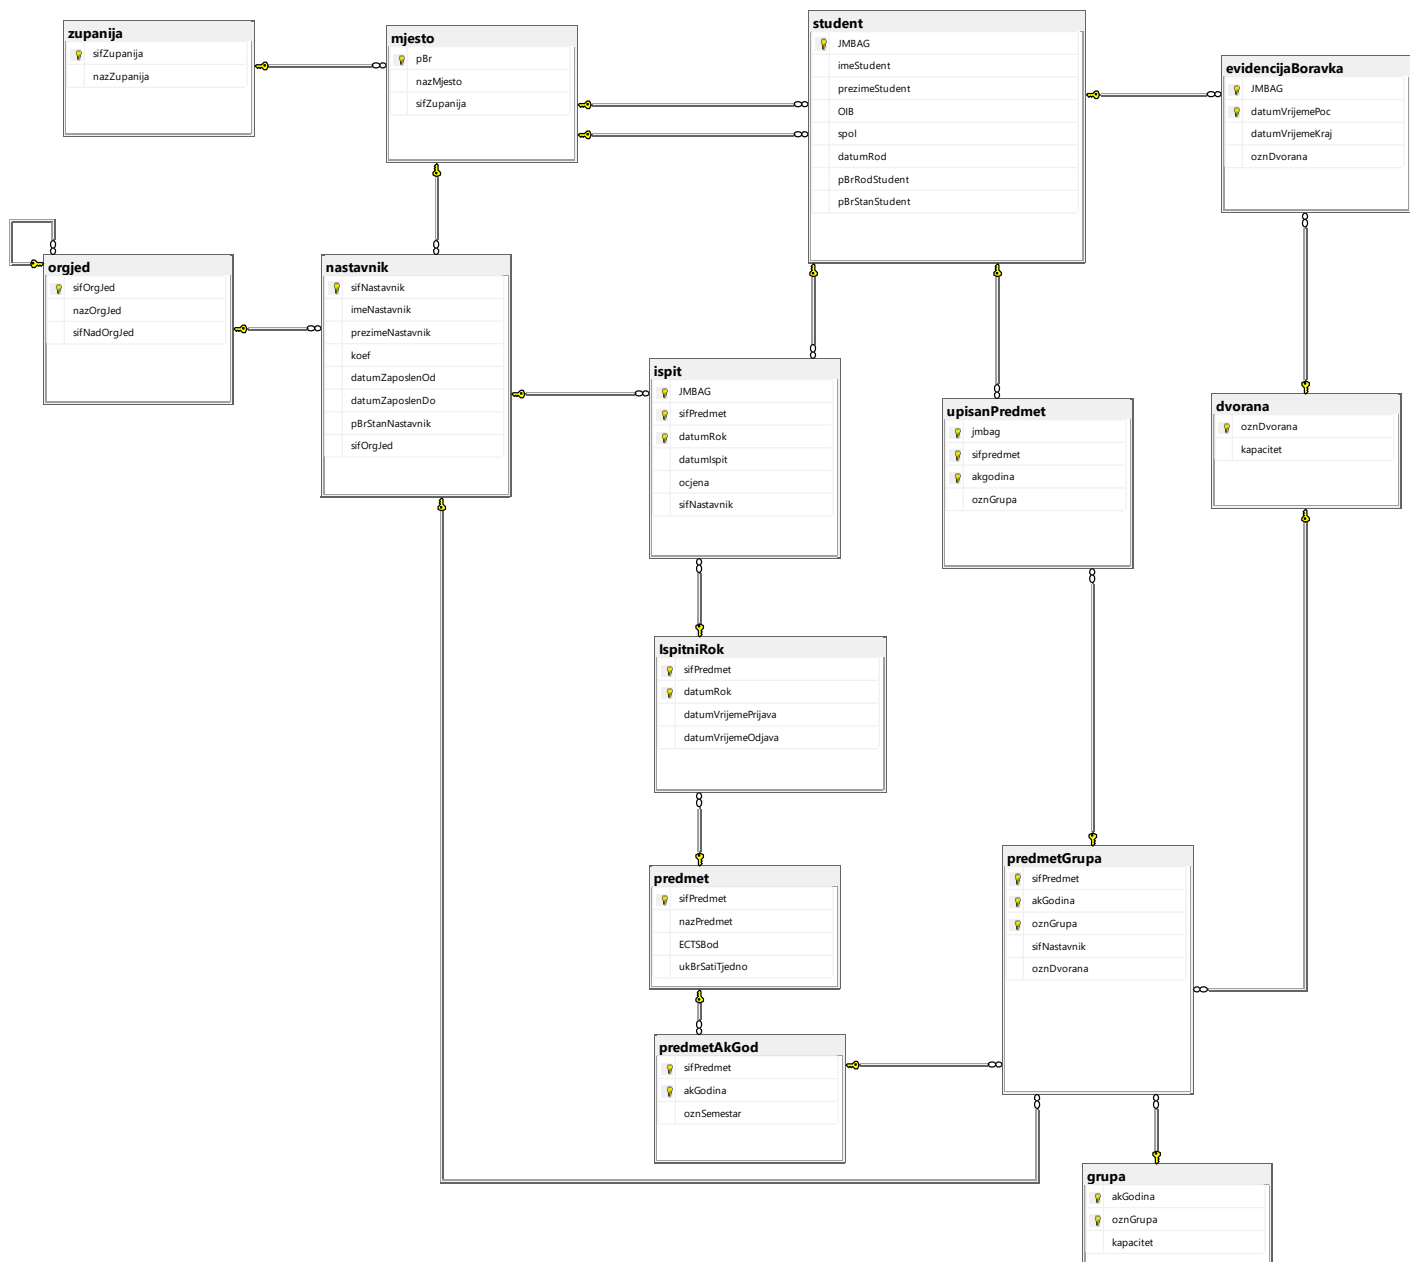 zupanija
sifZupanija
nazZupanija
mjesto
pBr
nazMjesto
sifZupanija
student
JMBAG
imeStudent
prezimeStudent
OIB
spol
datumRod
pBrRodStudent
pBrStanStudent
evidencijaBoravka
JMBAG
datumVrijemePoc
datumVrijemeKraj
oznDvorana
orgjed
sifOrgJed
nazOrgJed
sifNadOrgJed
nastavnik
sifNastavnik
imeNastavnik
prezimeNastavnik
koef
datumZaposlenOd
datumZaposlenDo
pBrStanNastavnik
sifOrgJed
ispit
JMBAG
sifPredmet
datumRok
datumIspit
ocjena
sifNastavnik
upisanPredmet
jmbag
sifpredmet
akgodina
oznGrupa
dvorana
oznDvorana
kapacitet
IspitniRok
sifPredmet
datumRok
datumVrijemePrijava
datumVrijemeOdjava
predmet
sifPredmet
nazPredmet
ECTSBod
ukBrSatiTjedno
predmetGrupa
sifPredmet
akGodina
oznGrupa
sifNastavnik
oznDvorana
predmetAkGod
sifPredmet
akGodina
oznSemestar
grupa
akGodina
oznGrupa
kapacitet